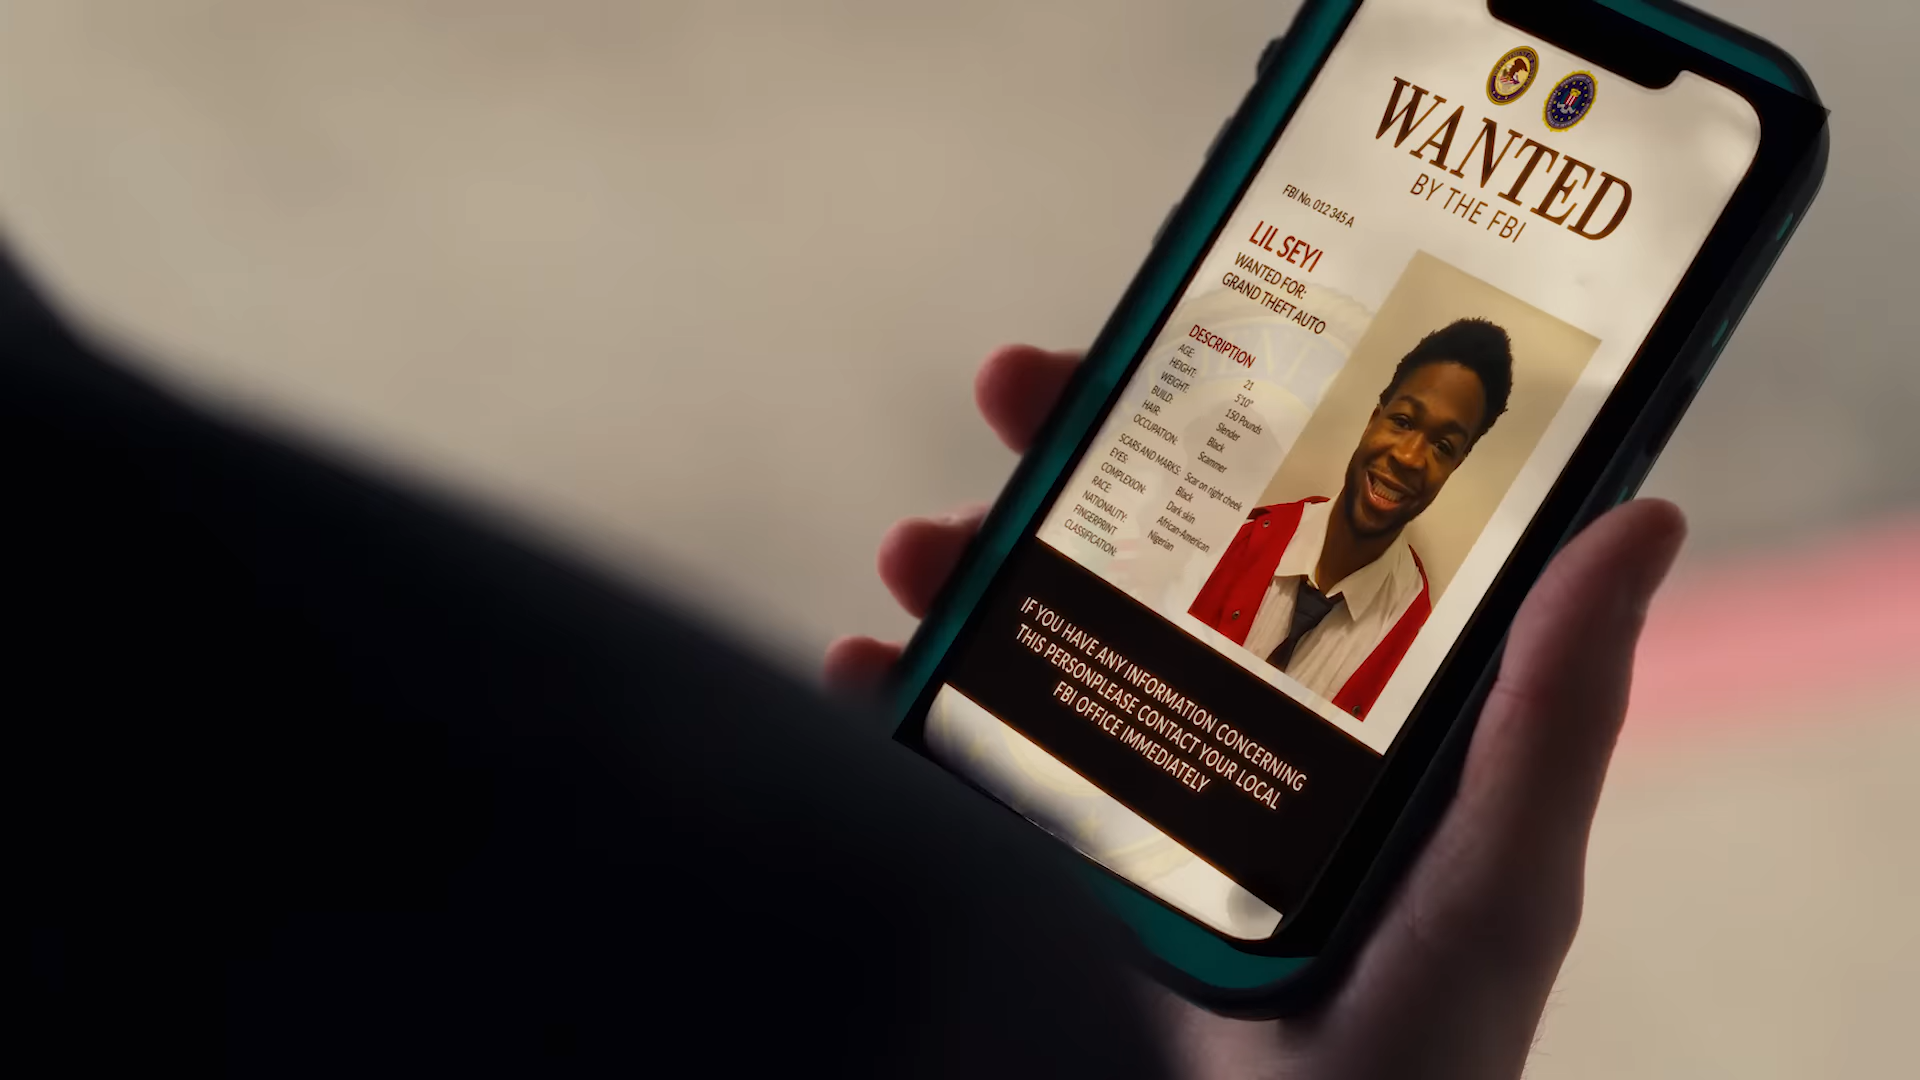 WANTED
BY THE FBI
FBI No. 012 345 A
LIL SEYI
WANTED FOR:
GRAND THEFT AUTO
DESCRIPTION
AGE: 21
HEIGHT: 5'10"
WEIGHT: 150 Pounds
BUILD: Slender
HAIR: Black
OCCUPATION: Scammer
SCARS AND MARKS: Scar on right cheek
EYES: Black
COMPLEXION: Dark skin
RACE: African-American
NATIONALITY: Nigerian
FINGERPRINT
CLASSIFICATION:
IF YOU HAVE ANY INFORMATION CONCERNING
THIS PERSONPLEASE CONTACT YOUR LOCAL
FBI OFFICE IMMEDIATELY